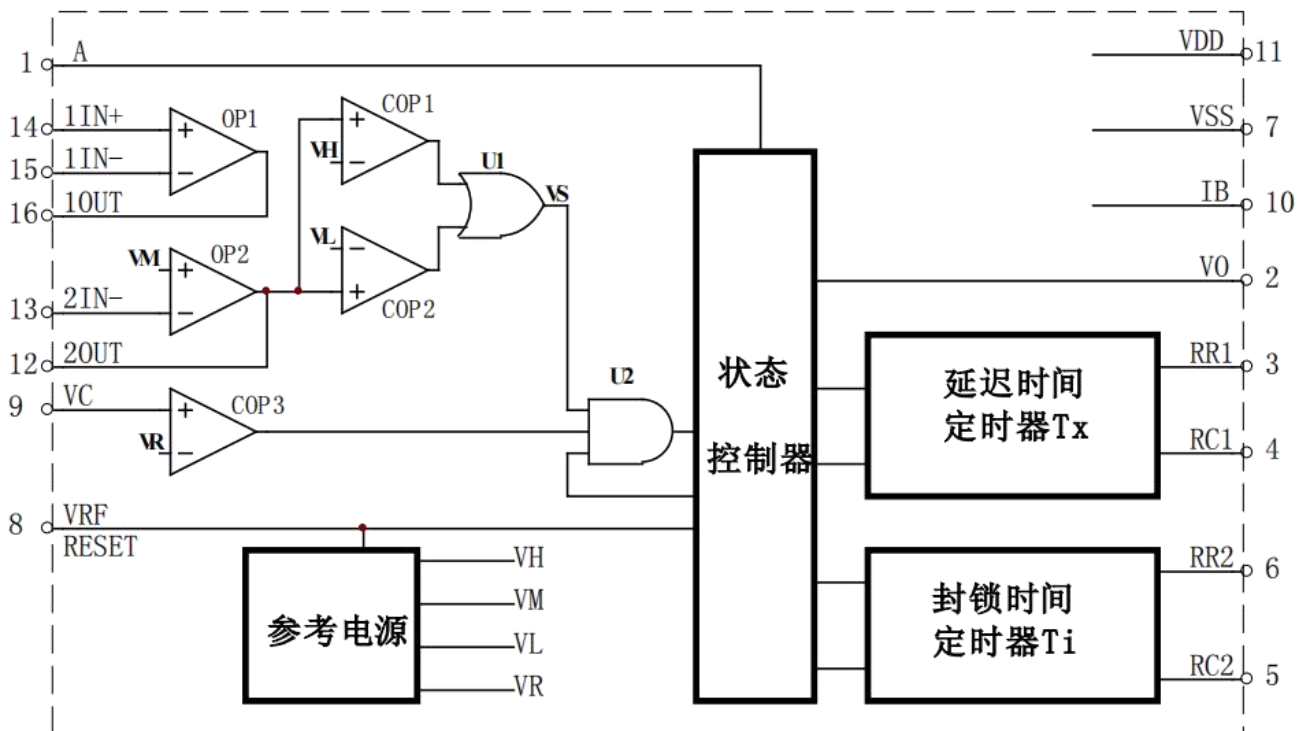 1 A
14 1IN+
15 1IN-
16 1OUT
OP1
+
-
VM
OP2
+
-
13 2IN-
12 2OUT
COP1
+
VH -
VL -
+
COP2
U1
VS
9 VC
COP3
+
VR -
U2
8 VRF
RESET
参考电源
VH
VM
VL
VR
状态
控制器
VDD 11
VSS 7
IB 10
VO 2
延迟时间
定时器Tx
RR1 3
RC1 4
封锁时间
定时器Ti
RR2 6
RC2 5